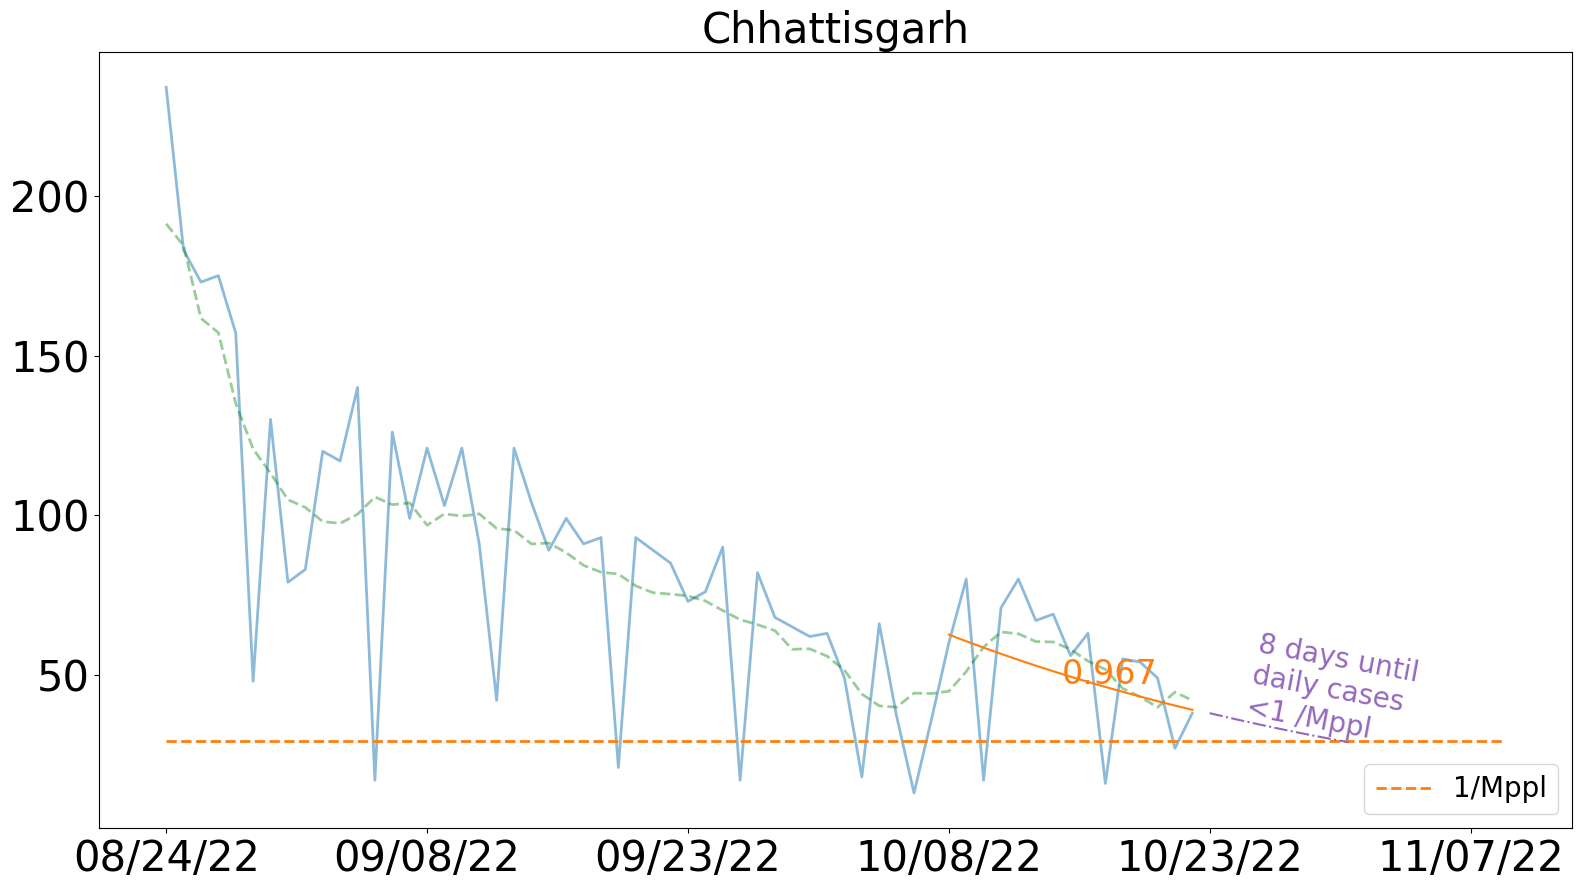 Chhattisgarh
200
150
100
50
0.967
8 days until
daily cases
<1 /Mppl
1/Mppl
08/24/22
09/08/22
09/23/22
10/08/22
10/23/22
11/07/22